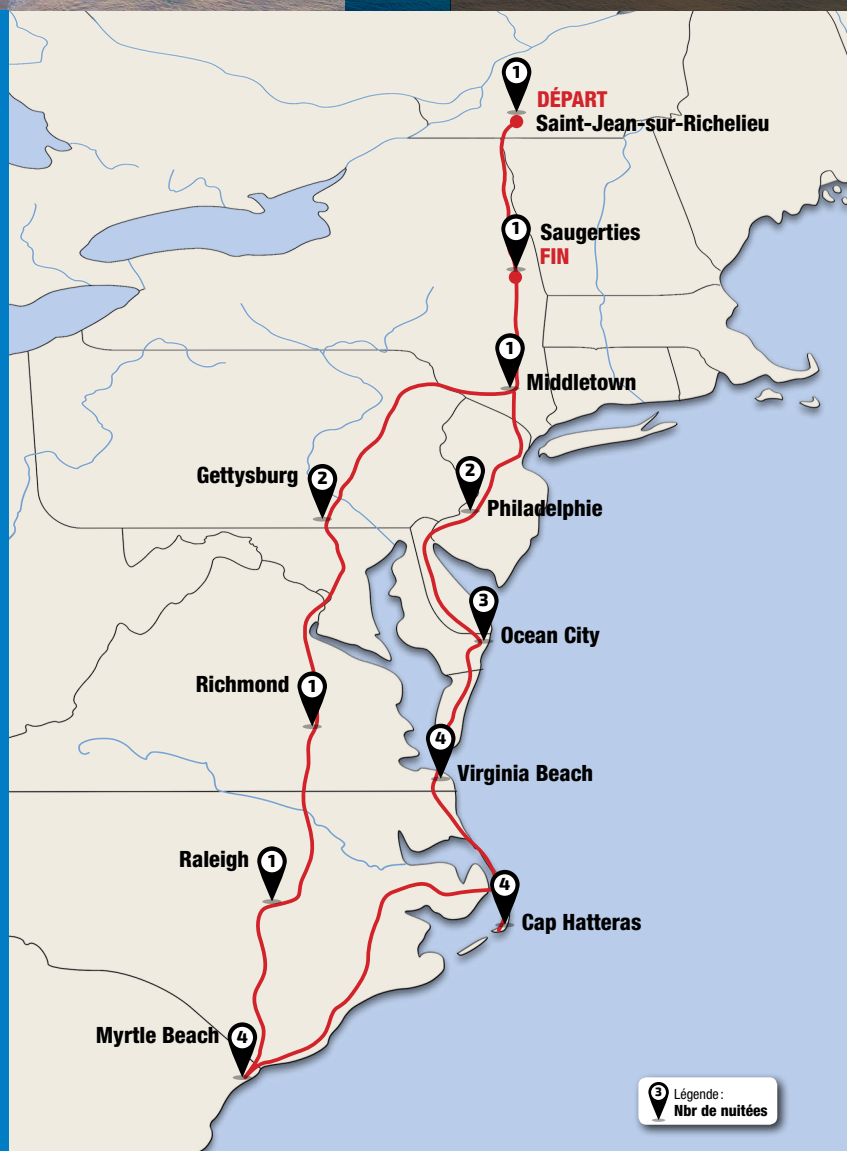 1
DÉPART
Saint-Jean-sur-Richelieu
1
Saugerties
FIN
1
Middletown
Gettysburg 2
2
Philadelphie
3
Ocean City
Richmond 1
4
Virginia Beach
Raleigh 1
4
Cap Hatteras
Myrtle Beach 4
3 Légende :
Nbr de nuitées